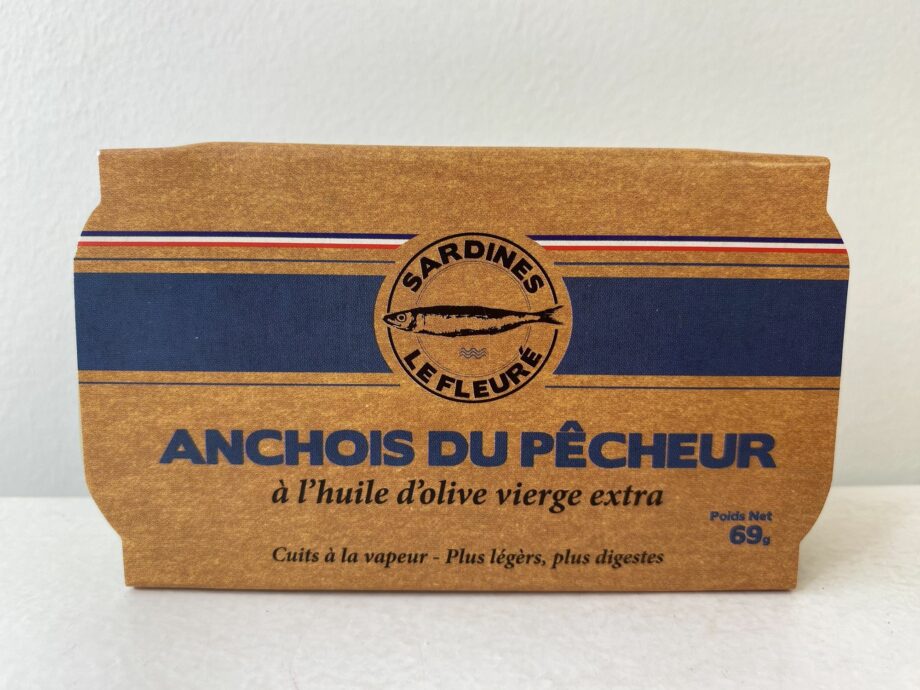 SARDINES
LE FLEURÉ
ANCHOIS DU PÊCHEUR
à l'huile d'olive vierge extra
Poids Net
69g
Cuits à la vapeur - Plus légèrs, plus digestes